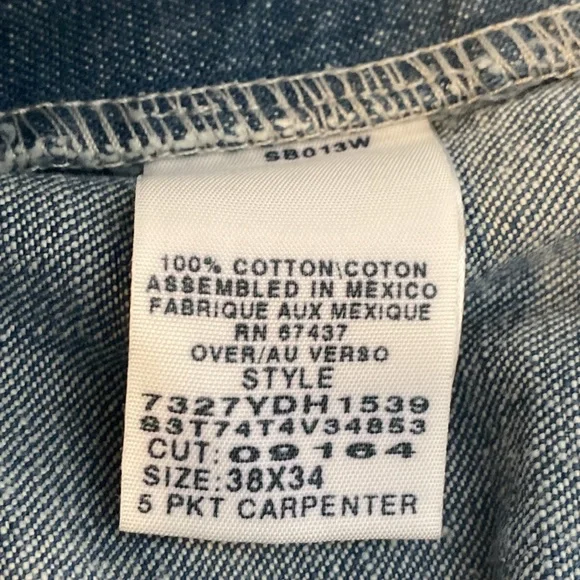 SB013W
100% COTTON\COTON
ASSEMBLED IN MEXICO
FABRIQUE AUX MEXIQUE
RN 67437
OVER/AU VERSO
STYLE
7327YDH1539
83T74T4V34853
CUT: 09164
SIZE: 38X34
5 PKT CARPENTER